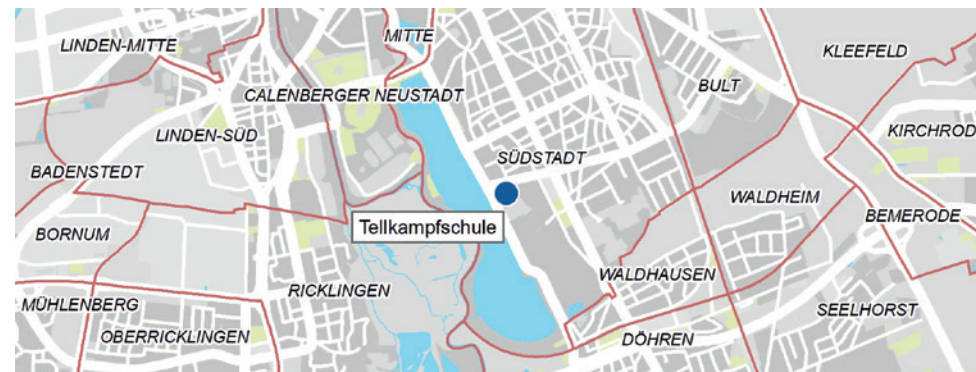 MITTE
LINDEN-MITTE
KLEEFELD
BULT
CALENBERGER NEUSTADT
KIRCHROD
LINDEN-SÜD
SÜDSTADT
BADENSTEDT
WALDHEIM
BEMERODE
Tellkampfschule
BORNUM
WALDHAUSEN
RICKLINGEN
MÜHLENBERG
SEELHORST
OBERRICKLINGEN
DÖHREN